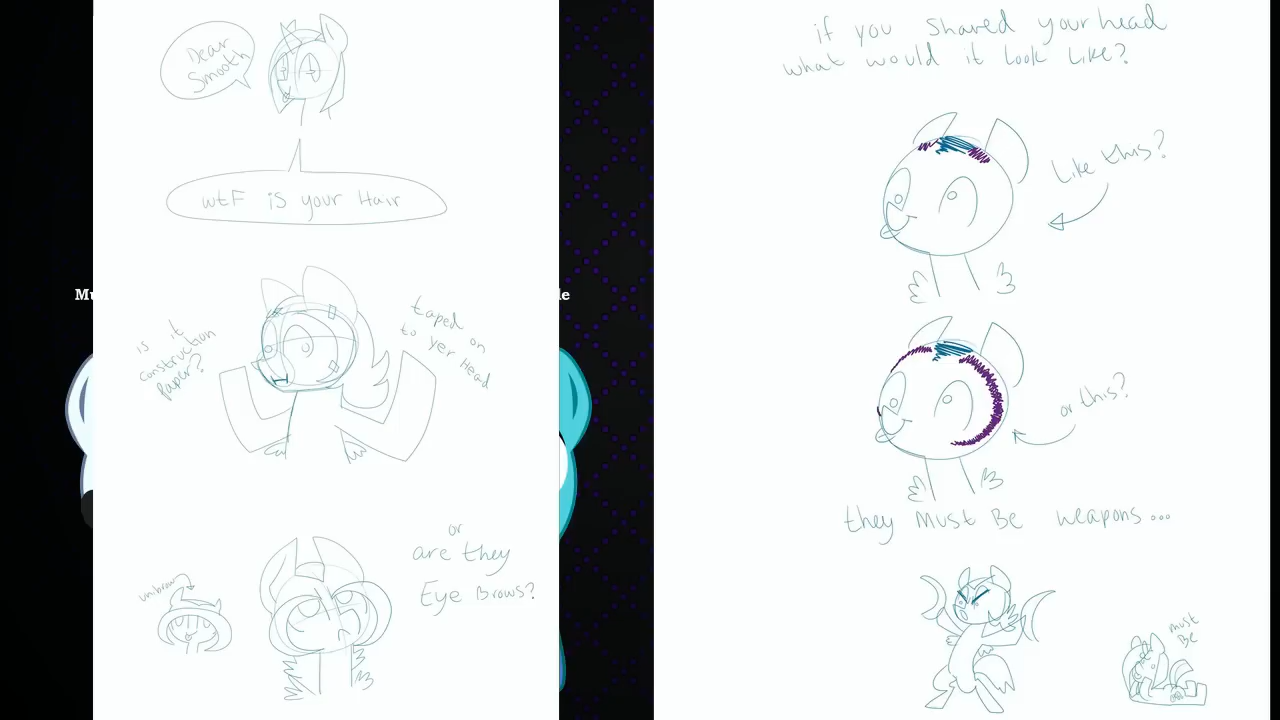 Dear
Smooth
wtF is your Hair
is it
construction
paper?
taped on
to yer Head
or
are they
Eye Brows?
unibrow
if you shaved your head
what would it look like?
Like this?
or this?
they must Be weapons...
must
Be
Mu
le